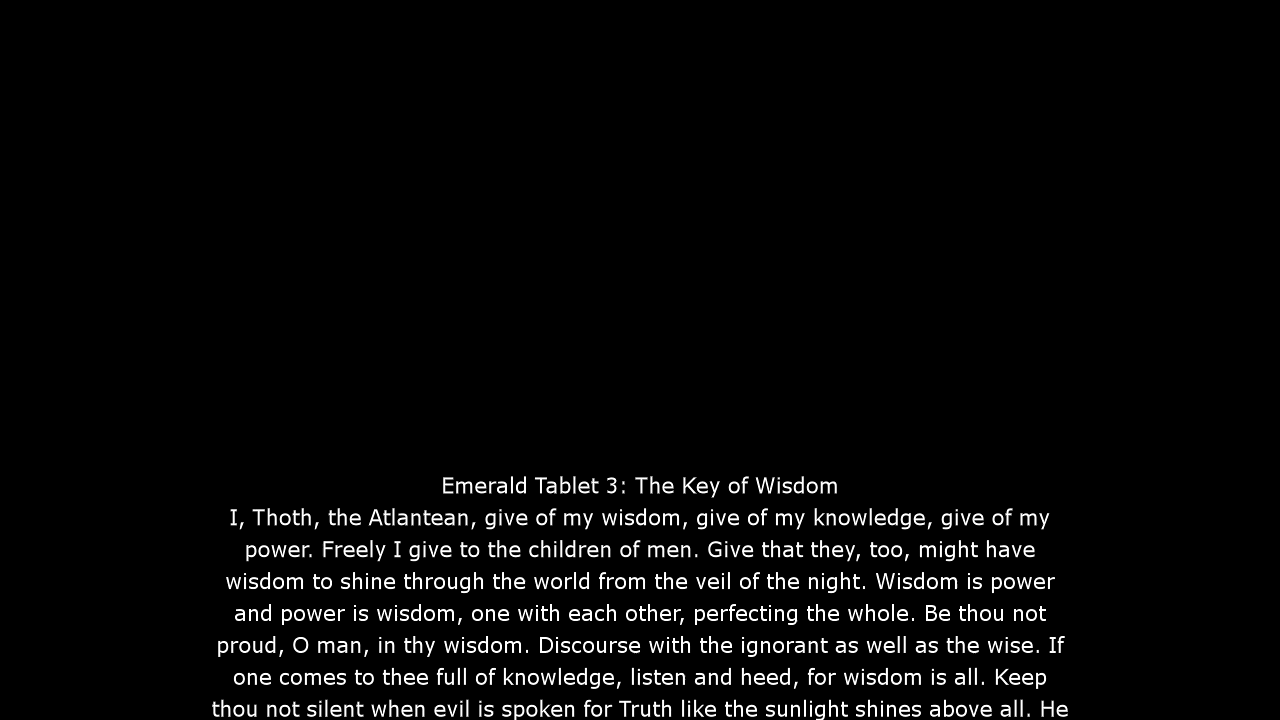 Emerald Tablet 3: The Key of Wisdom
I, Thoth, the Atlantean, give of my wisdom, give of my knowledge, give of my
power. Freely I give to the children of men. Give that they, too, might have
wisdom to shine through the world from the veil of the night. Wisdom is power
and power is wisdom, one with each other, perfecting the whole. Be thou not
proud, O man, in thy wisdom. Discourse with the ignorant as well as the wise. If
one comes to thee full of knowledge, listen and heed, for wisdom is all. Keep
thou not silent when evil is spoken for Truth like the sunlight shines above all. He